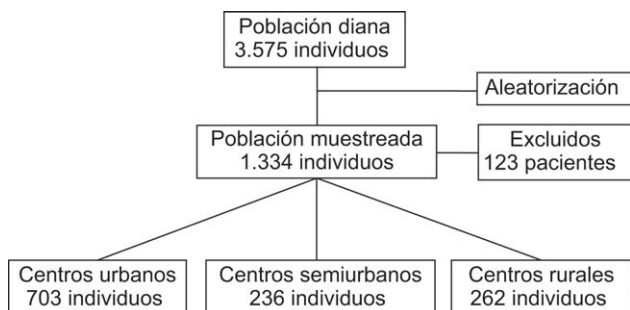 Población diana
3.575 individuos
Aleatorización
Población muestreada
1.334 individuos
Excluidos
123 pacientes
Centros urbanos
703 individuos
Centros semiurbanos
236 individuos
Centros rurales
262 individuos